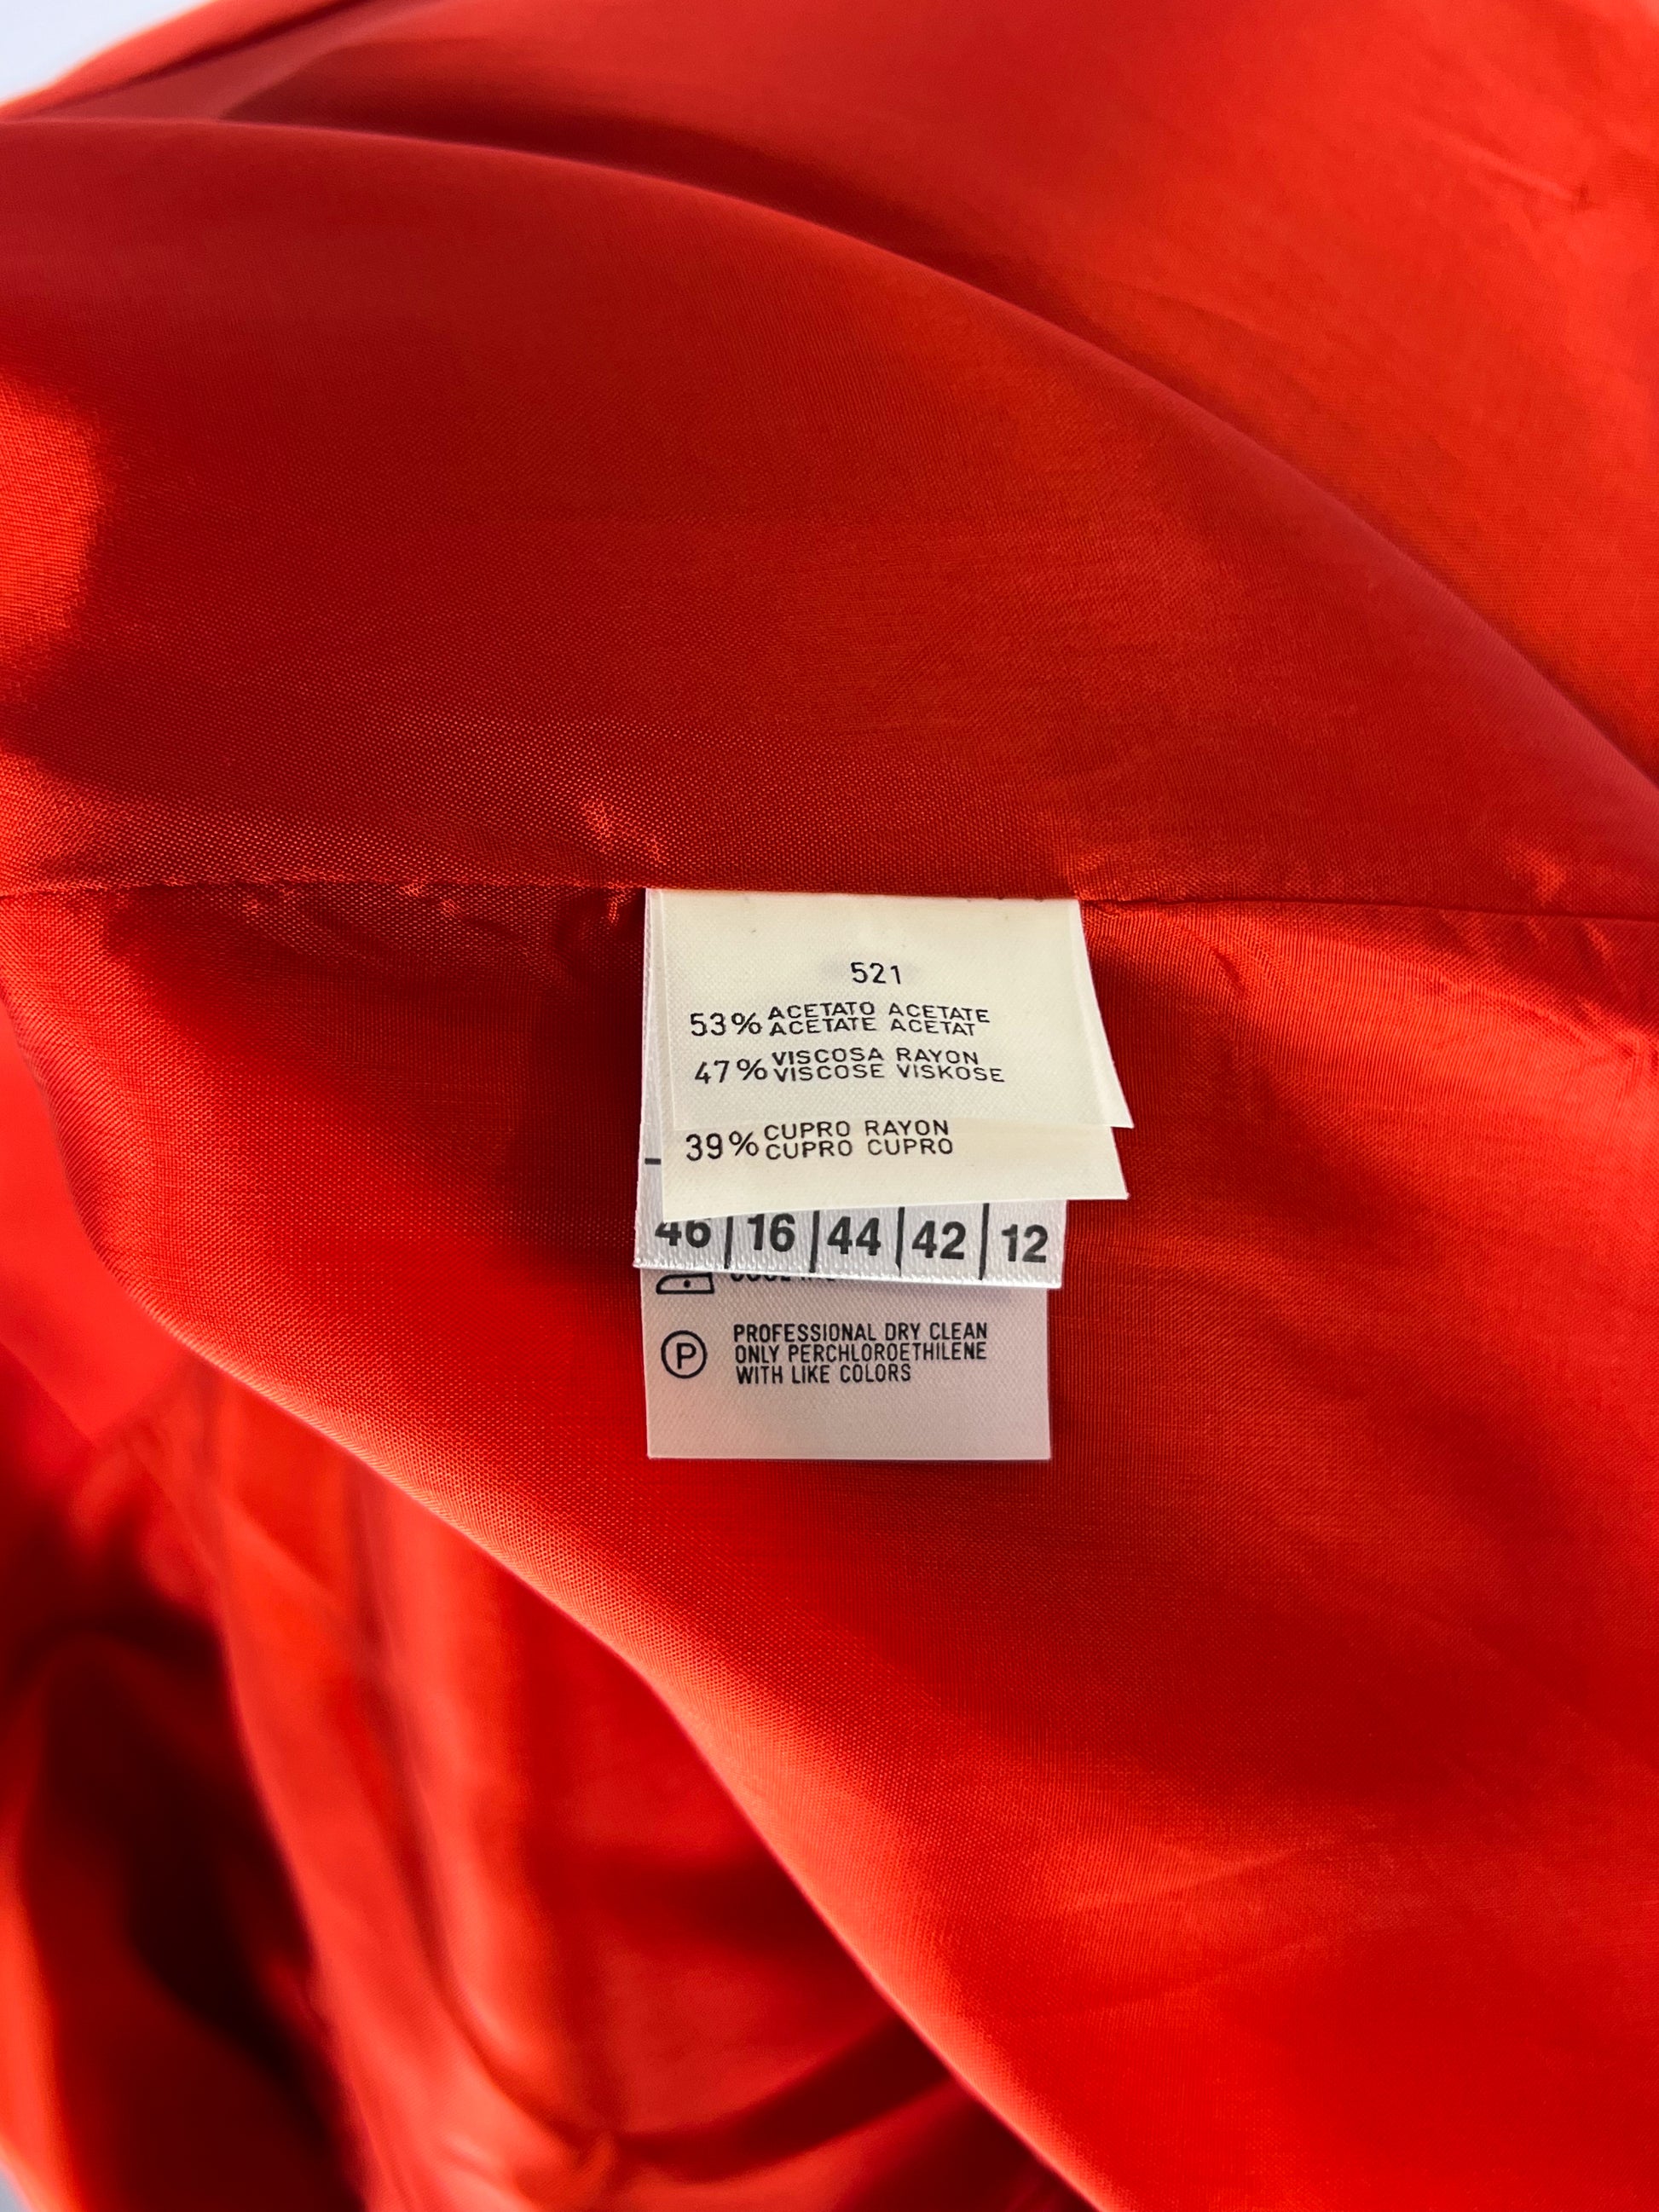 521
53% ACETATO ACETATE
ACETATE ACETAT
47% VISCOSA RAYON
VISCOSE VISKOSE
39% CUPRO RAYON
CUPRO CUPRO
46 | 16 | 44 | 42 | 12
P PROFESSIONAL DRY CLEAN
ONLY PERCHLOROETHILENE
WITH LIKE COLORS